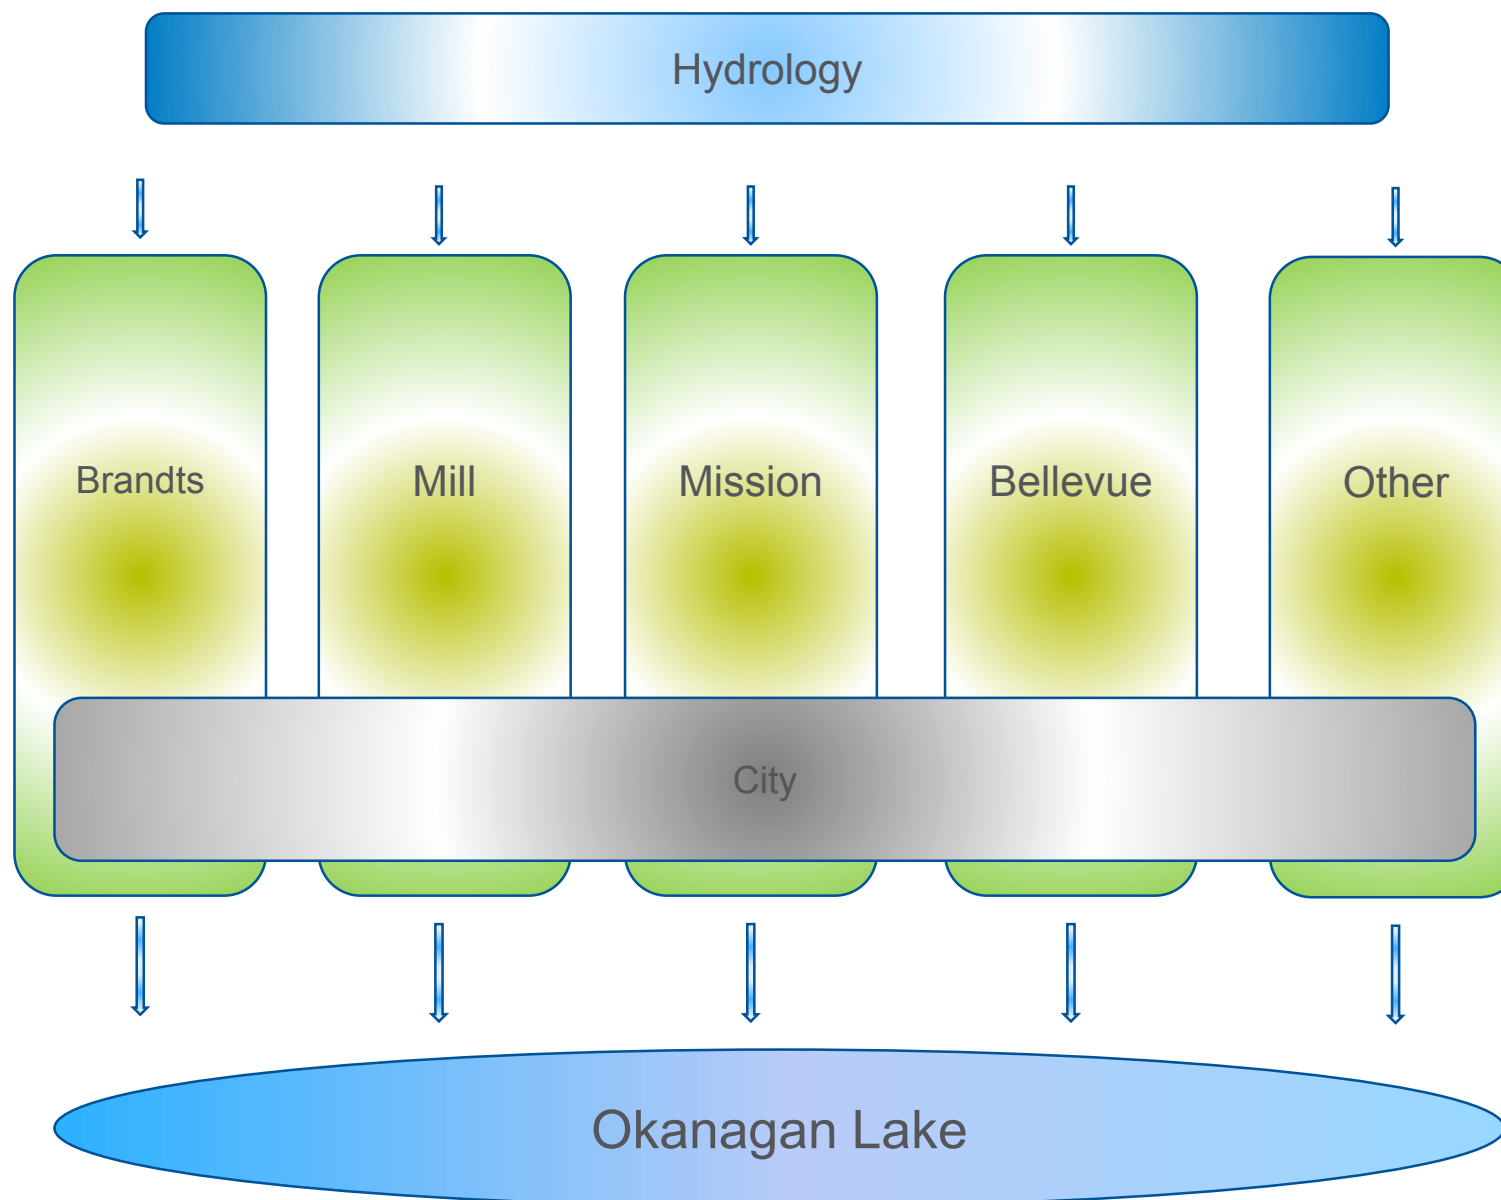 Hydrology
Brandts
Mill
Mission
Bellevue
Other
City
Okanagan Lake